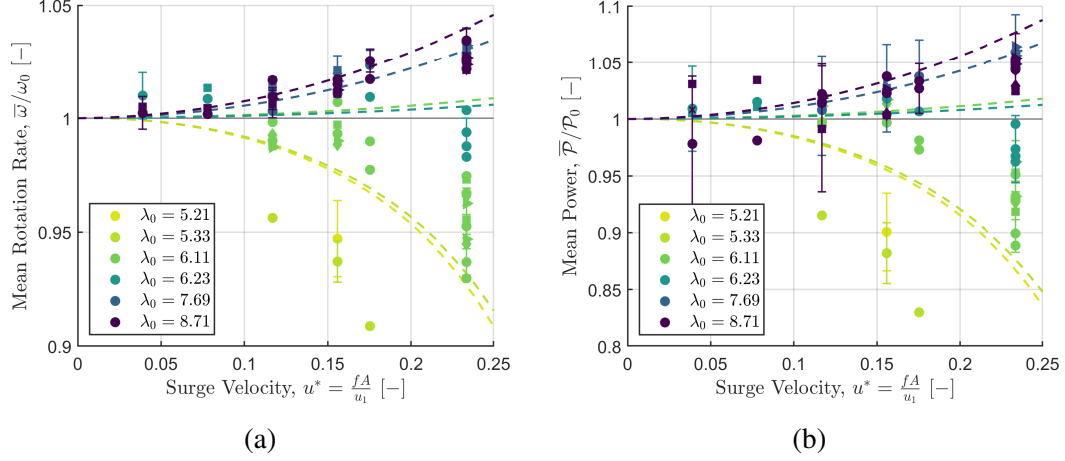 1.05
1
0.95
0.9
Mean Rotation Rate, ω̅/ω₀ [−]
λ₀ = 5.21
λ₀ = 5.33
λ₀ = 6.11
λ₀ = 6.23
λ₀ = 7.69
λ₀ = 8.71
0 0.05 0.1 0.15 0.2 0.25
Surge Velocity, u* = fA/u₁ [−]
(a)
1.1
1.05
1
0.95
0.9
0.85
0.8
Mean Power, P̅/P₀ [−]
λ₀ = 5.21
λ₀ = 5.33
λ₀ = 6.11
λ₀ = 6.23
λ₀ = 7.69
λ₀ = 8.71
0 0.05 0.1 0.15 0.2 0.25
Surge Velocity, u* = fA/u₁ [−]
(b)